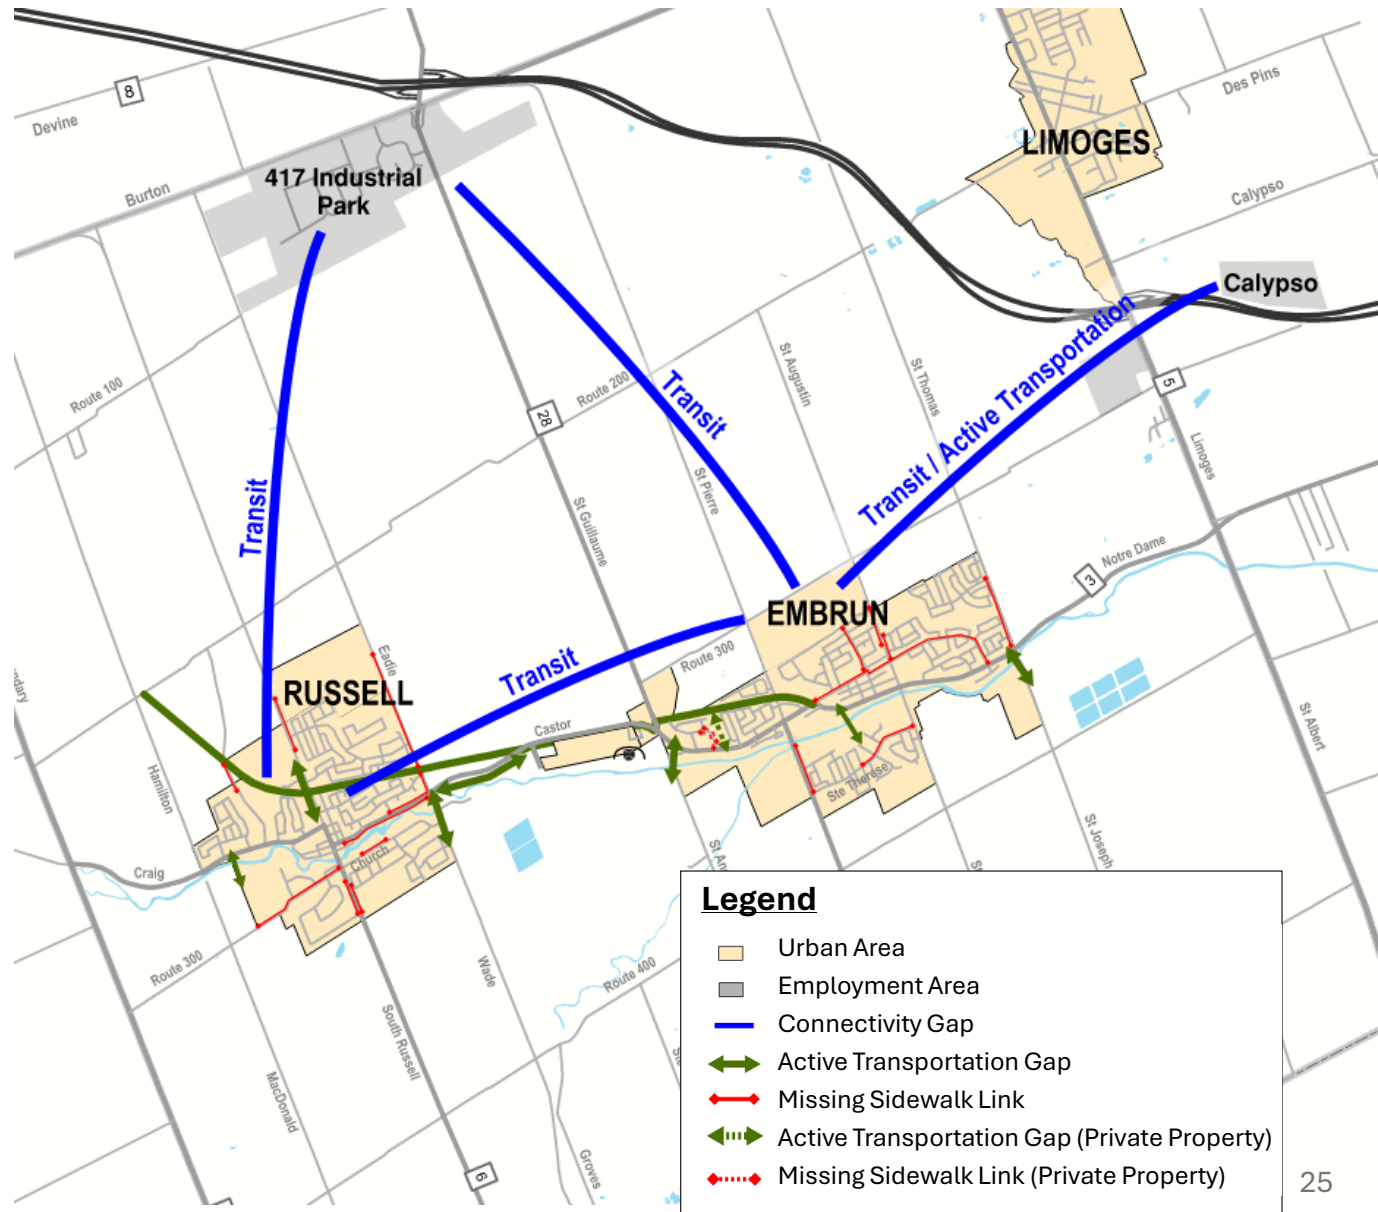 8
Devine
Des Pins
LIMOGES
417 Industrial
Park
Burton
Calypso
Calypso
Transit / Active Transportation
St Augustin
St Thomas
Route 100
Route 200
Transit
28
5
Limoges
Transit
St Pierre
St Guillaume
Notre Dame
3
EMBRUN
Route 300
Transit
Eadie
RUSSELL
Castor
St Albert
Hamilton
Ste Therese
St Joseph
Church
Craig
Route 300
Wade
Route 400
South Russell
MacDonald
Groves
6
Legend
Urban Area
Employment Area
Connectivity Gap
Active Transportation Gap
Missing Sidewalk Link
Active Transportation Gap (Private Property)
Missing Sidewalk Link (Private Property)
25